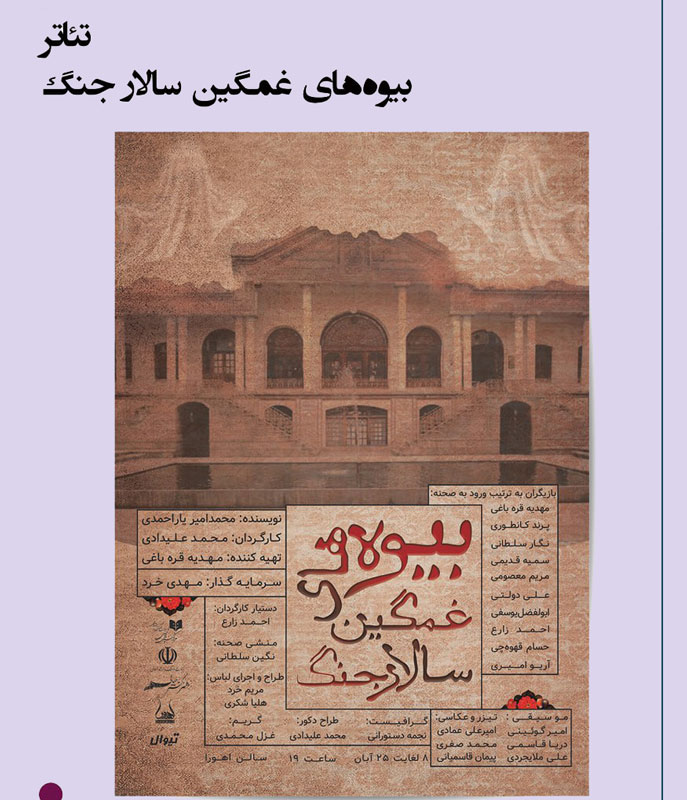 تئاتر
بیوه‌های غمگین سالار جنگ
بازیگران به ترتیب ورود به صحنه:
مهدیه قره باغی
پرند کانطوری
نگار سلطانی
سمیه قدیمی
مریم معصومی
علی دولتی
ابولفضل یوسفی
احمد زارع
حسام قهوه‌چی
آریو امیری
بیوه های
غمگین
سالار جنگ
نویسنده: محمدامیر یاراحمدی
کارگردان: محمد علیدادی
تهیه کننده: مهدیه قره باغی
سرمایه گذار: مهدی خرد
دستیار کارگردان:
احمد زارع
منشی صحنه:
نگین سلطانی
طراح و اجرای لباس:
مریم خرد
هلیا شکری
موسیقی:
امیر گوئینی
دریا قاسمی
علی ملایجردی
تیزر و عکاسی:
امیرعلی عمادی
محمد صفری
پیمان قاسمیانی
گرافیست:
نجمه دستورانی
طراح دکور:
محمد علیدادی
گریم:
غزل محمدی
۸ لغایت ۲۵ آبان
ساعت ۱۹
سالن اهورا
تیوال